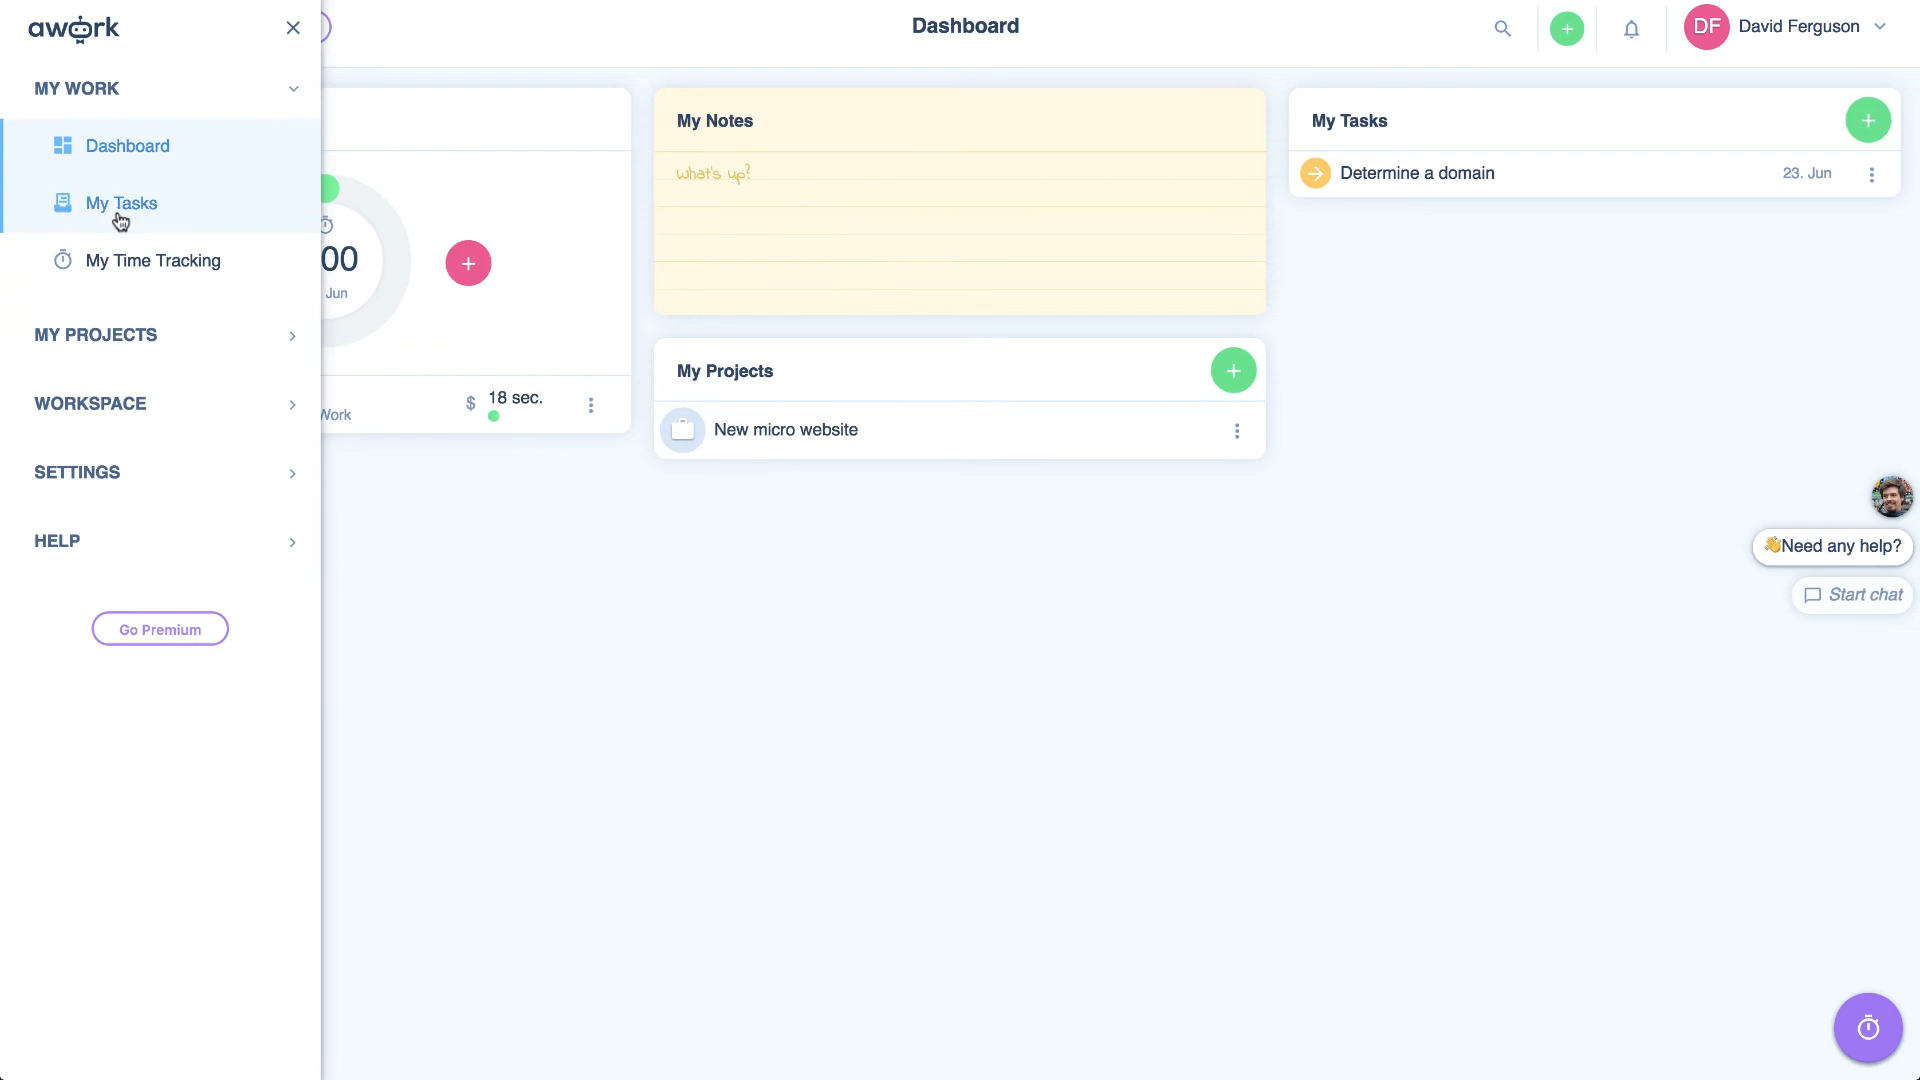 awork
MY WORK
Dashboard
My Tasks
My Time Tracking
MY PROJECTS
WORKSPACE
SETTINGS
HELP
Go Premium
Dashboard
DF
David Ferguson
00
Jun
Work
$
18 sec.
My Notes
What's up?
My Projects
New micro website
My Tasks
Determine a domain
23. Jun
👋Need any help?
Start chat